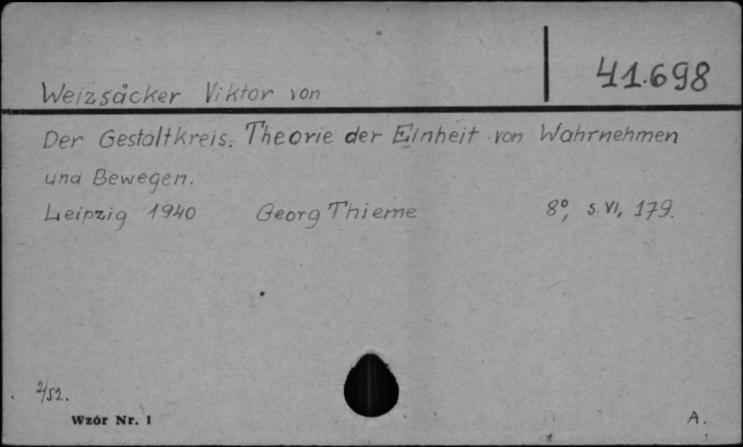 41.698
Weizsäcker Viktor von
Der Gestaltkreis. Theorie der Einheit von Wahrnehmen
und Bewegen.
Leipzig 1940 Georg Thieme 8°, s. VI, 179.
2/52.
Wzór Nr. 1
A.